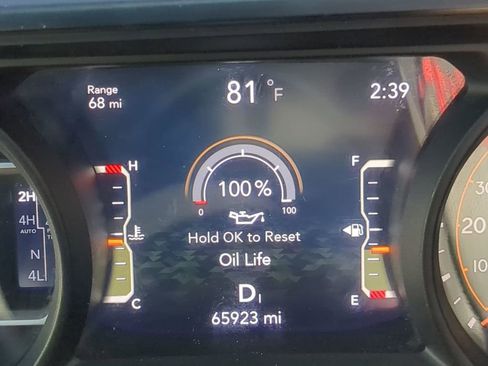 Range
68 mi
81 °F
2:39
H
F
100 %
0
100
Hold OK to Reset
Oil Life
C
E
D I
65923 mi
2H
4H
AUTO
N
4L
20
10